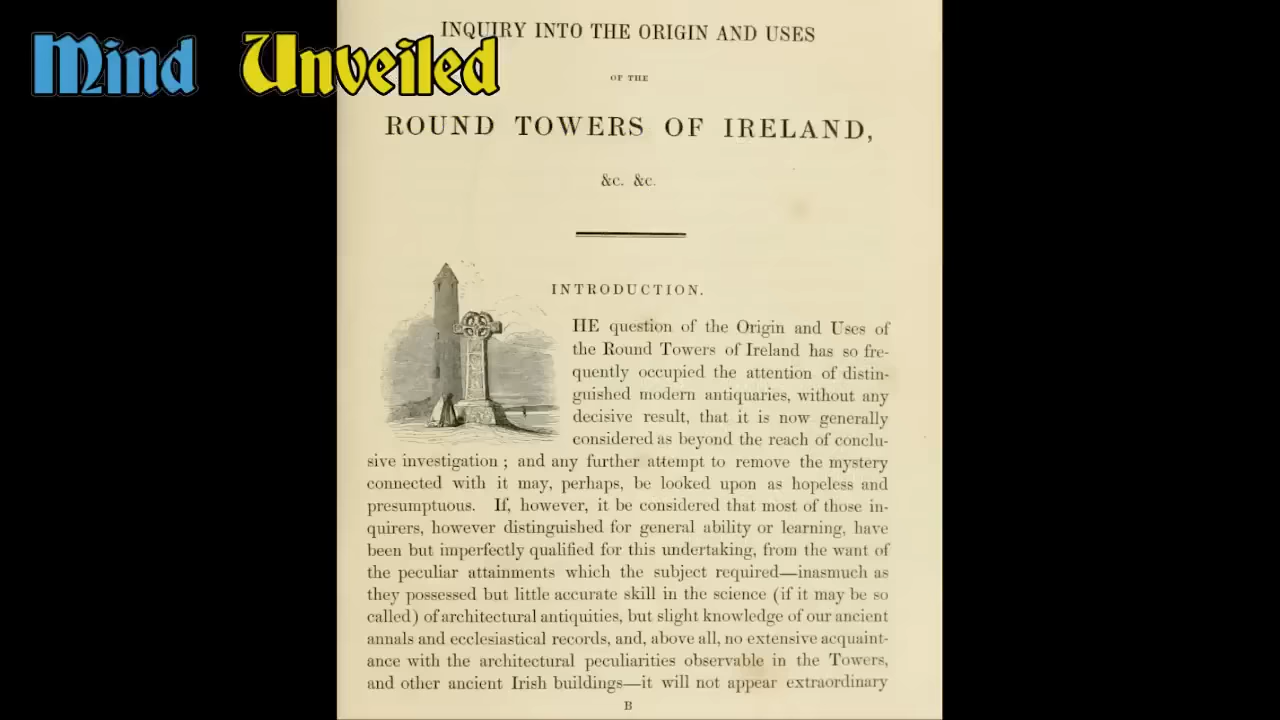 Mind Unveiled
INQUIRY INTO THE ORIGIN AND USES
OF THE
ROUND TOWERS OF IRELAND,
&c. &c.
INTRODUCTION.
HE question of the Origin and Uses of
the Round Towers of Ireland has so fre-
quently occupied the attention of distin-
guished modern antiquaries, without any
decisive result, that it is now generally
considered as beyond the reach of conclu-
sive investigation ; and any further attempt to remove the mystery
connected with it may, perhaps, be looked upon as hopeless and
presumptuous. If, however, it be considered that most of those in-
quirers, however distinguished for general ability or learning, have
been but imperfectly qualified for this undertaking, from the want of
the peculiar attainments which the subject required—inasmuch as
they possessed but little accurate skill in the science (if it may be so
called) of architectural antiquities, but slight knowledge of our ancient
annals and ecclesiastical records, and, above all, no extensive acquaint-
ance with the architectural peculiarities observable in the Towers,
and other ancient Irish buildings—it will not appear extraordinary
B